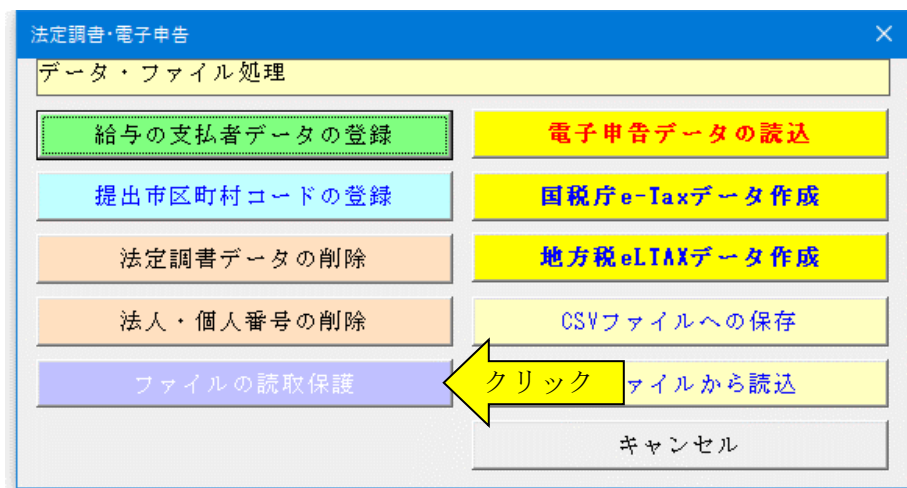 法定調書･電子申告
データ・ファイル処理
給与の支払者データの登録
電子申告データの読込
提出市区町村コードの登録
国税庁e-Taxデータ作成
法定調書データの削除
地方税eLTAXデータ作成
法人・個人番号の削除
CSVファイルへの保存
ファイルの読取保護
クリック
ァイルから読込
キャンセル